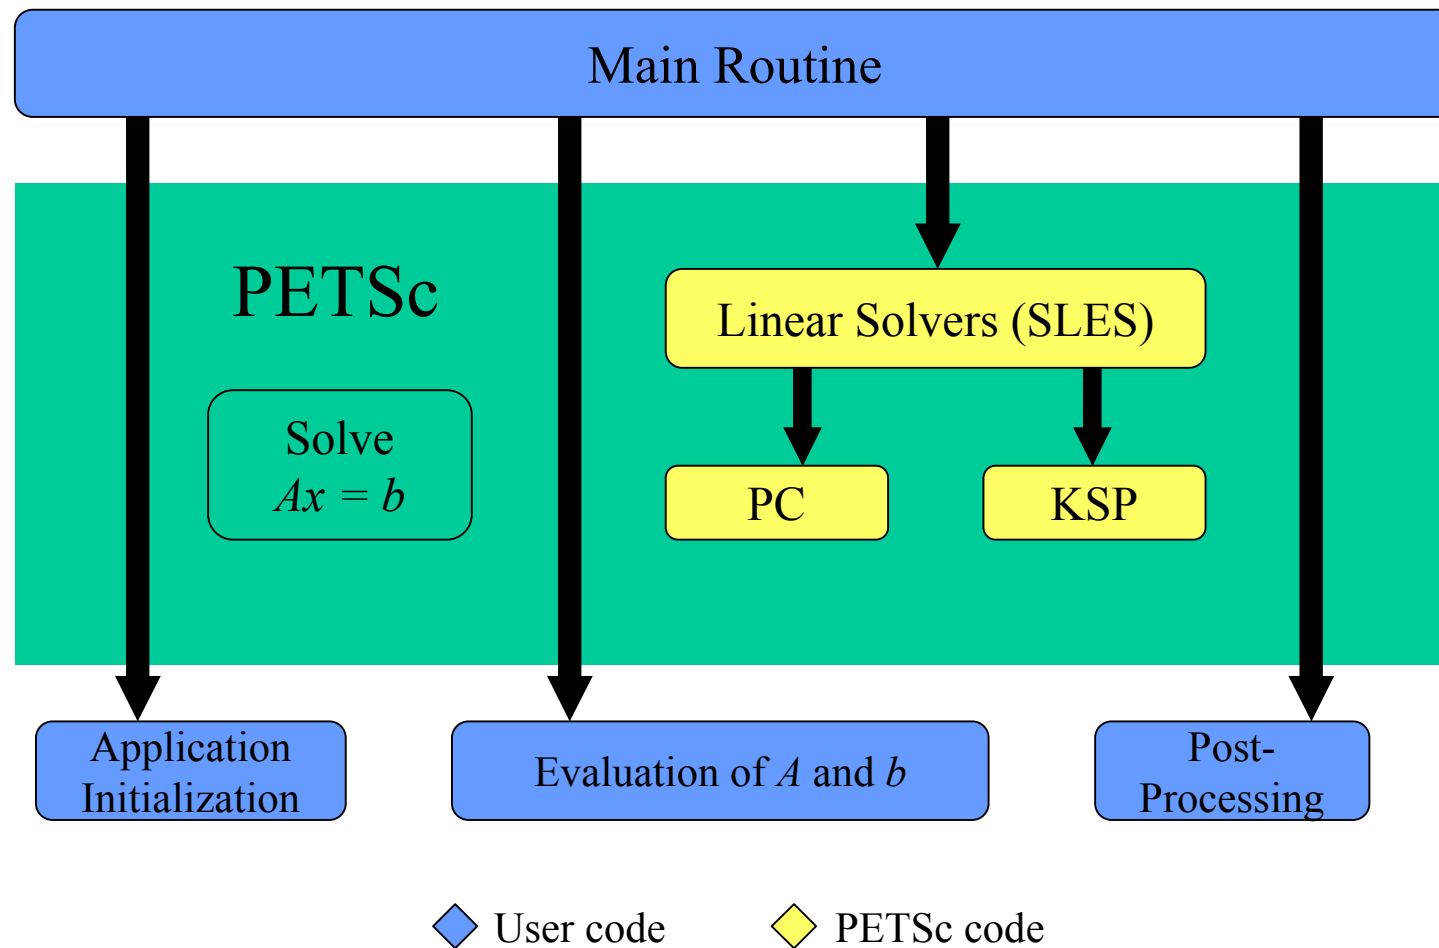 Main Routine
PETSc
Linear Solvers (SLES)
Solve
Ax = b
PC
KSP
Application
Initialization
Evaluation of A and b
Post-
Processing
User code
PETSc code